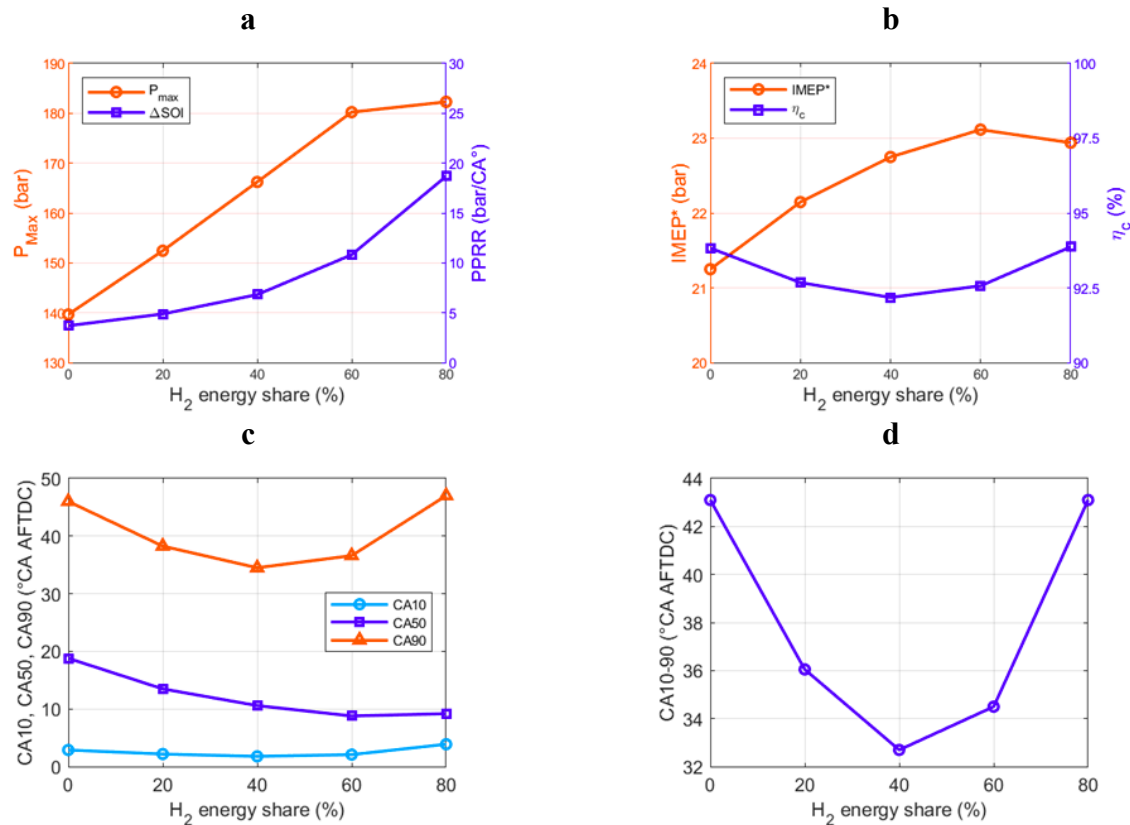 a
190
180
170
160
150
140
130
P_Max (bar)
P_max
ΔSOI
30
25
20
15
10
5
0
PPRR (bar/CA°)
0 20 40 60 80
H_2 energy share (%)
b
24
23
22
21
20
IMEP* (bar)
IMEP*
η_c
100
97.5
95
92.5
90
η_c (%)
0 20 40 60 80
H_2 energy share (%)
c
50
40
30
20
10
0
CA10, CA50, CA90 (°CA AFTDC)
CA10
CA50
CA90
0 20 40 60 80
H_2 energy share (%)
d
44
42
40
38
36
34
32
CA10-90 (°CA AFTDC)
0 20 40 60 80
H_2 energy share (%)